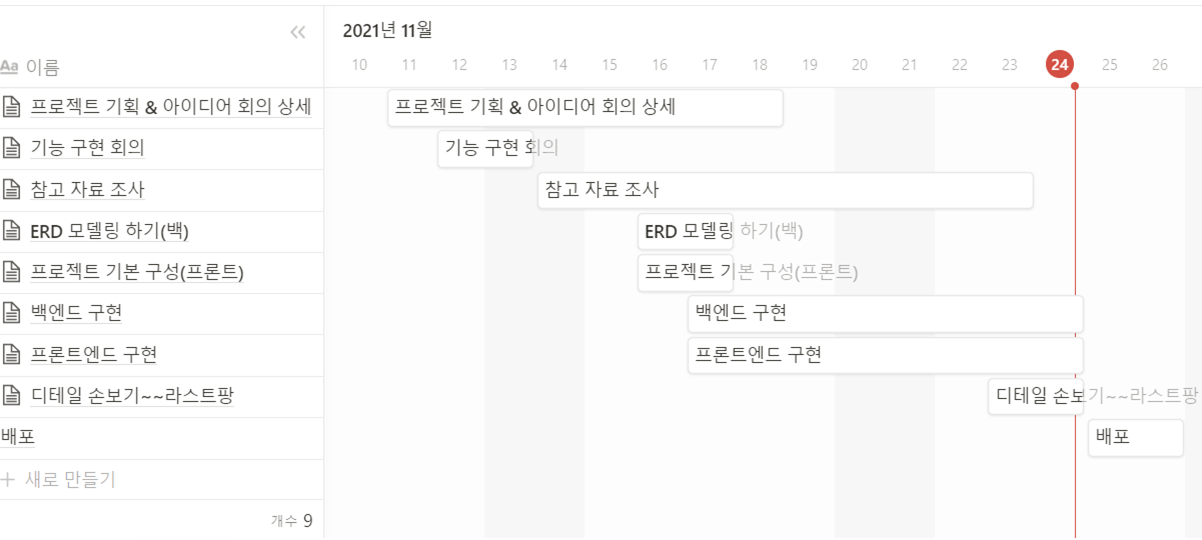 2021년 11월
Aa 이름
10 11 12 13 14 15 16 17 18 19 20 21 22 23 24 25 26
프로젝트 기획 & 아이디어 회의 상세 프로젝트 기획 & 아이디어 회의 상세
기능 구현 회의 기능 구현 회의
참고 자료 조사 참고 자료 조사
ERD 모델링 하기(백) ERD 모델링 하기(백)
프로젝트 기본 구성(프론트) 프로젝트 기본 구성(프론트)
백엔드 구현 백엔드 구현
프론트엔드 구현 프론트엔드 구현
디테일 손보기~~라스트팡 디테일 손보기~~라스트팡
배포 배포
+ 새로 만들기
개수 9